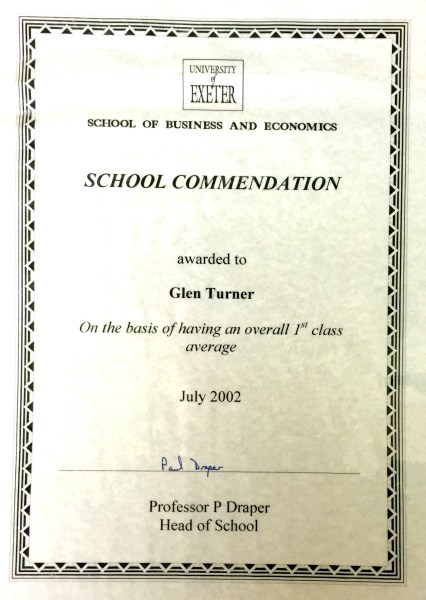 UNIVERSITY
of
EXETER
SCHOOL OF BUSINESS AND ECONOMICS
SCHOOL COMMENDATION
awarded to
Glen Turner
On the basis of having an overall 1st class
average
July 2002
Paul Draper
Professor P Draper
Head of School